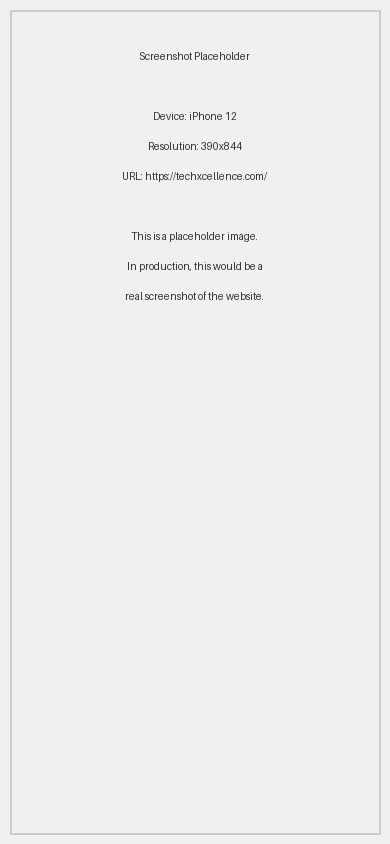 Screenshot Placeholder
Device: iPhone 12
Resolution: 390x844
URL: https://techxcellence.com/
This is a placeholder image.
In production, this would be a
real screenshot of the website.